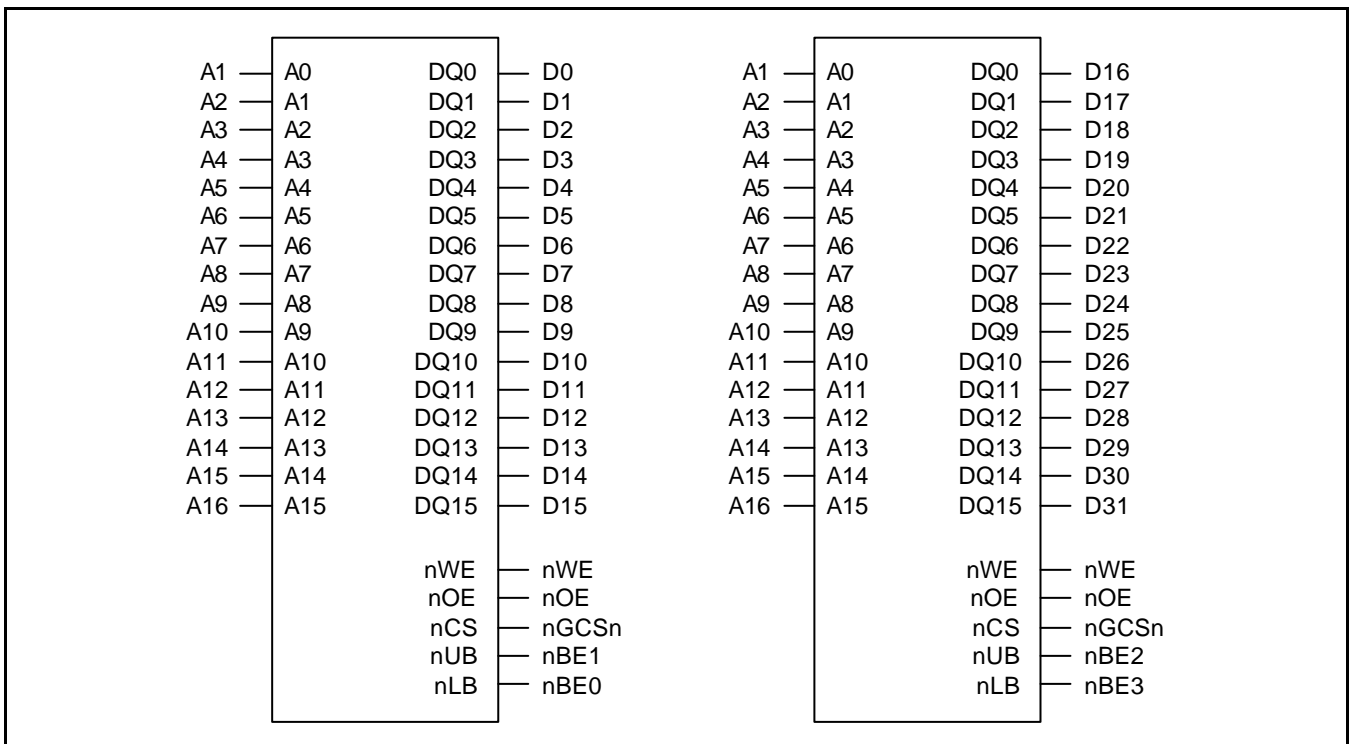 A1 A0 DQ0 D0 A1 A0 DQ0 D16
A2 A1 DQ1 D1 A2 A1 DQ1 D17
A3 A2 DQ2 D2 A3 A2 DQ2 D18
A4 A3 DQ3 D3 A4 A3 DQ3 D19
A5 A4 DQ4 D4 A5 A4 DQ4 D20
A6 A5 DQ5 D5 A6 A5 DQ5 D21
A7 A6 DQ6 D6 A7 A6 DQ6 D22
A8 A7 DQ7 D7 A8 A7 DQ7 D23
A9 A8 DQ8 D8 A9 A8 DQ8 D24
A10 A9 DQ9 D9 A10 A9 DQ9 D25
A11 A10 DQ10 D10 A11 A10 DQ10 D26
A12 A11 DQ11 D11 A12 A11 DQ11 D27
A13 A12 DQ12 D12 A13 A12 DQ12 D28
A14 A13 DQ13 D13 A14 A13 DQ13 D29
A15 A14 DQ14 D14 A15 A14 DQ14 D30
A16 A15 DQ15 D15 A16 A15 DQ15 D31
nWE nWE nWE nWE
nOE nOE nOE nOE
nCS nGCSn nCS nGCSn
nUB nBE1 nUB nBE2
nLB nBE0 nLB nBE3